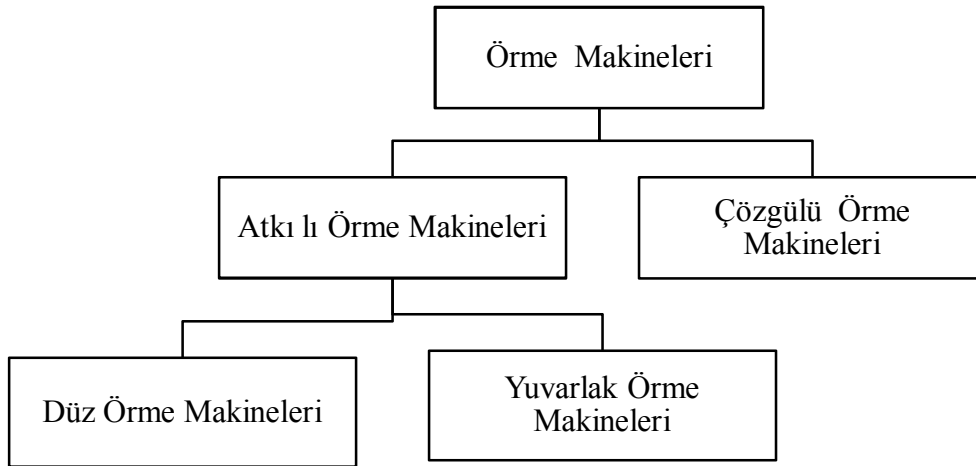 Örme Makineleri
Atkı lı Örme Makineleri
Çözgülü Örme
Makineleri
Düz Örme Makineleri
Yuvarlak Örme
Makineleri